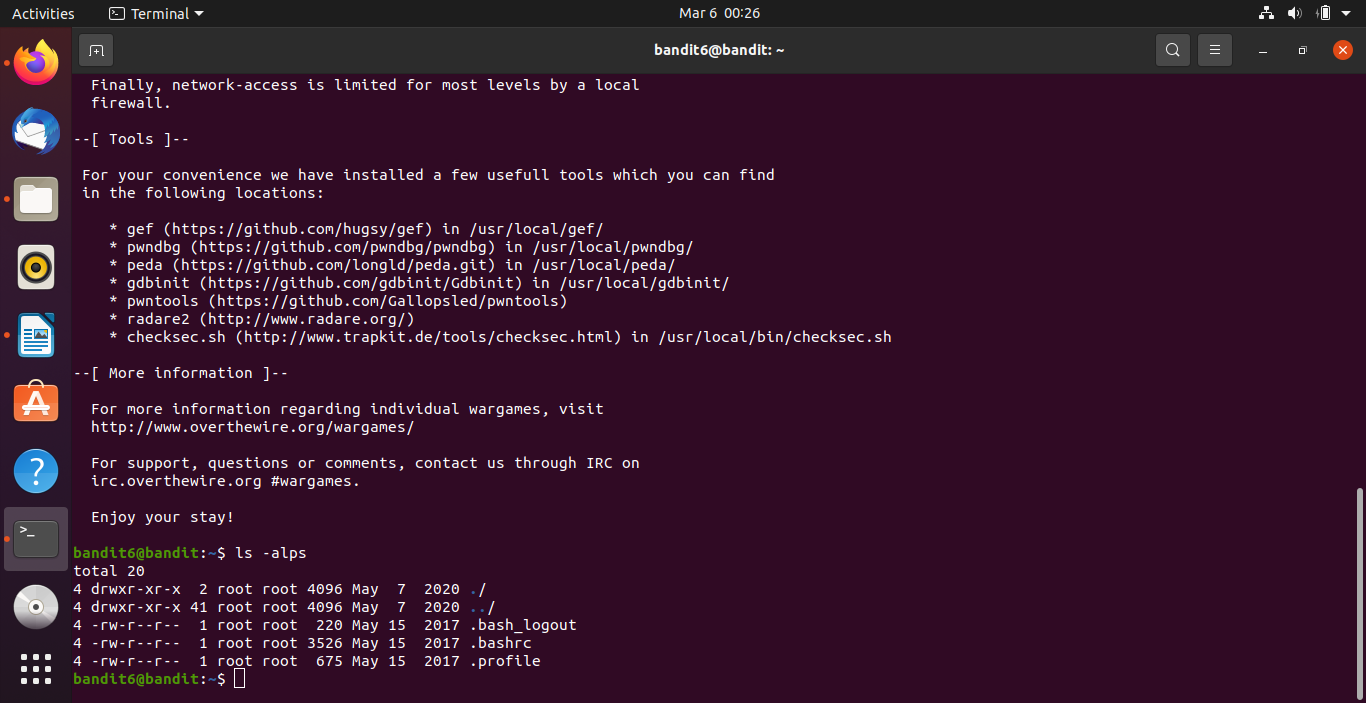 Activities Terminal Mar 6 00:26
bandit6@bandit: ~
Finally, network-access is limited for most levels by a local
firewall.
--[ Tools ]--
For your convenience we have installed a few usefull tools which you can find
in the following locations:
* gef (https://github.com/hugsy/gef) in /usr/local/gef/
* pwndbg (https://github.com/pwndbg/pwndbg) in /usr/local/pwndbg/
* peda (https://github.com/longld/peda.git) in /usr/local/peda/
* gdbinit (https://github.com/gdbinit/Gdbinit) in /usr/local/gdbinit/
* pwntools (https://github.com/Gallopsled/pwntools)
* radare2 (http://www.radare.org/)
* checksec.sh (http://www.trapkit.de/tools/checksec.html) in /usr/local/bin/checksec.sh
--[ More information ]--
For more information regarding individual wargames, visit
http://www.overthewire.org/wargames/
For support, questions or comments, contact us through IRC on
irc.overthewire.org #wargames.
Enjoy your stay!
bandit6@bandit:~$ ls -alps
total 20
4 drwxr-xr-x  2 root root 4096 May  7  2020 ./
4 drwxr-xr-x 41 root root 4096 May  7  2020 ../
4 -rw-r--r--  1 root root  220 May 15  2017 .bash_logout
4 -rw-r--r--  1 root root 3526 May 15  2017 .bashrc
4 -rw-r--r--  1 root root  675 May 15  2017 .profile
bandit6@bandit:~$